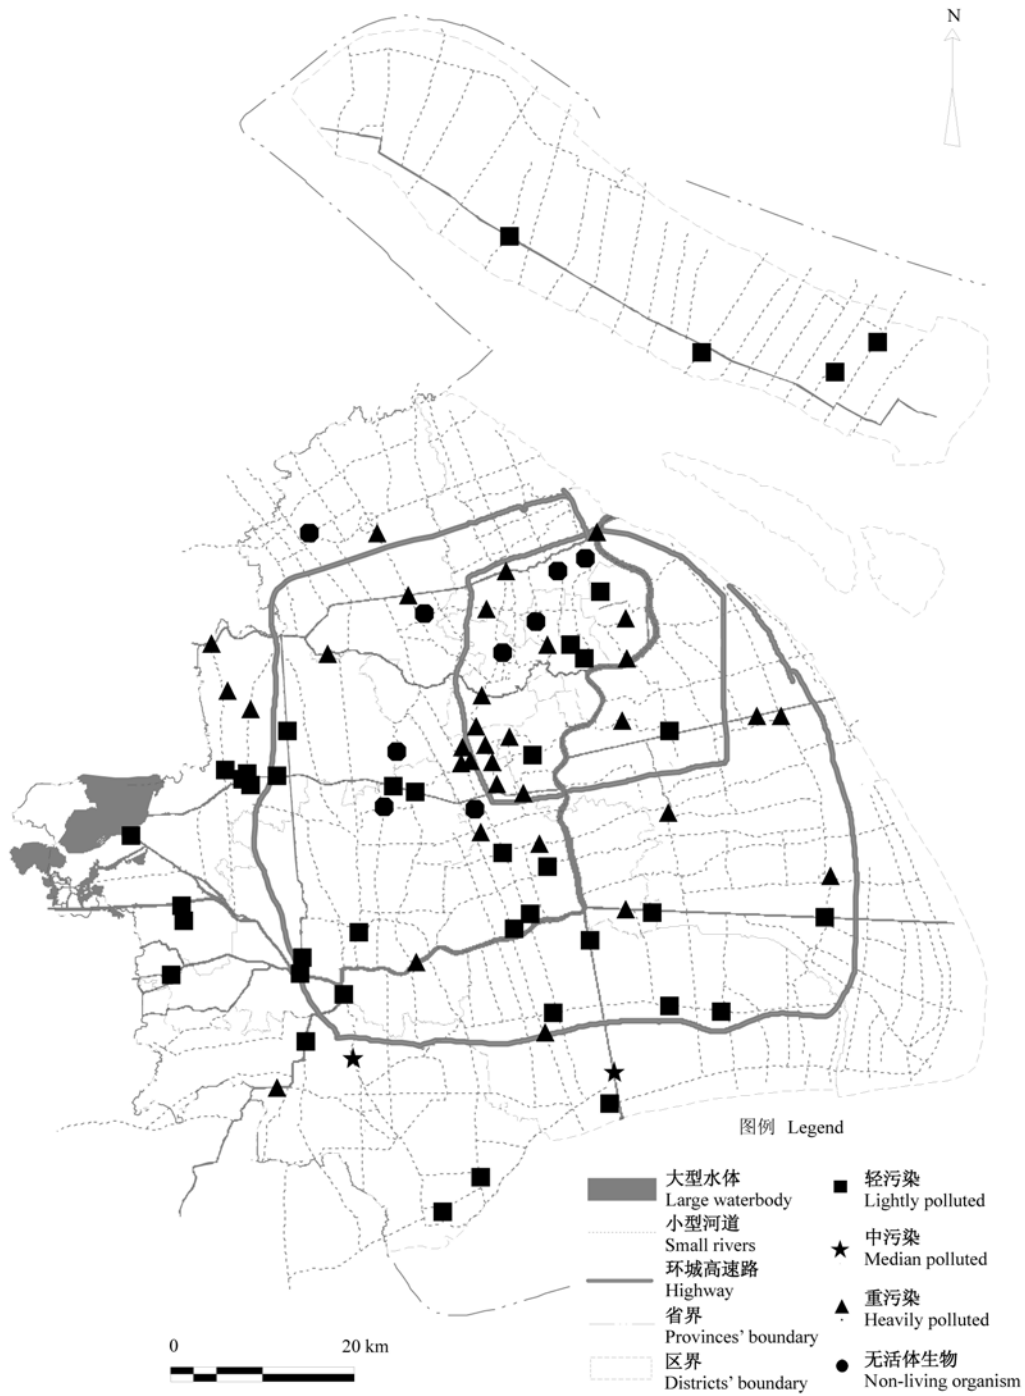 N
图例 Legend
大型水体
Large waterbody
小型河道
Small rivers
环城高速路
Highway
省界
Provinces' boundary
区界
Districts' boundary
轻污染
Lightly polluted
中污染
Median polluted
重污染
Heavily polluted
无活体生物
Non-living organism
0 20 km